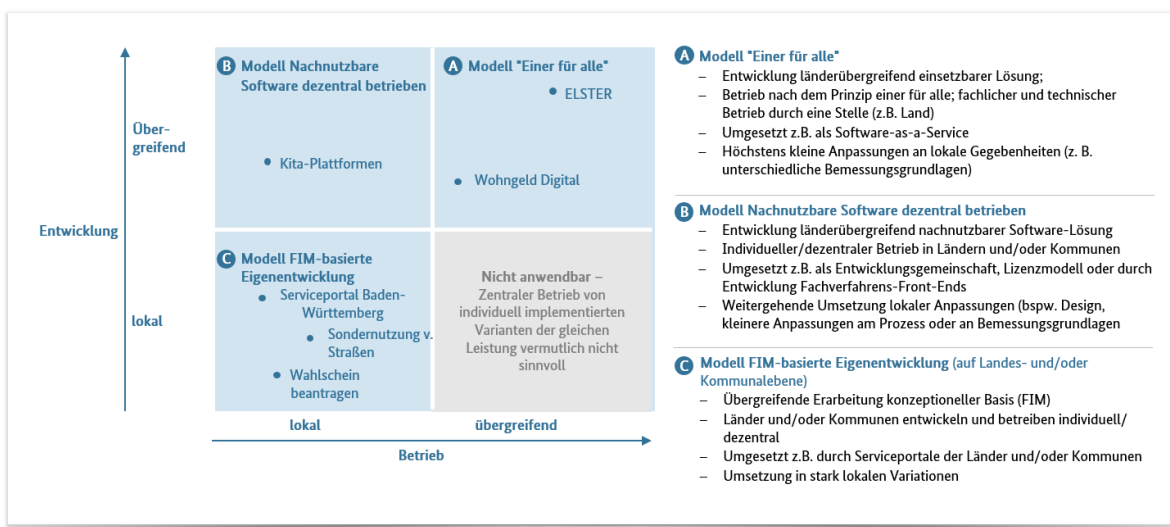 B Modell Nachnutzbare
Software dezentral betrieben
Kita-Plattformen
A Modell "Einer für alle"
ELSTER
Wohngeld Digital
Über-
greifend
Entwicklung
lokal
C Modell FIM-basierte
Eigenentwicklung
Serviceportal Baden-
Württemberg
Sondernutzung v.
Straßen
Wahlschein
beantragen
Nicht anwendbar –
Zentraler Betrieb von
individuell implementierten
Varianten der gleichen
Leistung vermutlich nicht
sinnvoll
lokal
übergreifend
Betrieb
A Modell "Einer für alle"
– Entwicklung länderübergreifend einsetzbarer Lösung;
– Betrieb nach dem Prinzip einer für alle; fachlicher und technischer
Betrieb durch eine Stelle (z.B. Land)
– Umgesetzt z.B. als Software-as-a-Service
– Höchstens kleine Anpassungen an lokale Gegebenheiten (z. B.
unterschiedliche Bemessungsgrundlagen)
B Modell Nachnutzbare Software dezentral betrieben
– Entwicklung länderübergreifend nachnutzbarer Software-Lösung
– Individueller/dezentraler Betrieb in Ländern und/oder Kommunen
– Umgesetzt z.B. als Entwicklungsgemeinschaft, Lizenzmodell oder durch
Entwicklung Fachverfahrens-Front-Ends
– Weitergehende Umsetzung lokaler Anpassungen (bspw. Design,
kleinere Anpassungen am Prozess oder an Bemessungsgrundlagen
C Modell FIM-basierte Eigenentwicklung (auf Landes- und/oder
Kommunalebene)
– Übergreifende Erarbeitung konzeptioneller Basis (FIM)
– Länder und/oder Kommunen entwickeln und betreiben individuell/
dezentral
– Umgesetzt z.B. durch Serviceportale der Länder und/oder Kommunen
– Umsetzung in stark lokalen Variationen